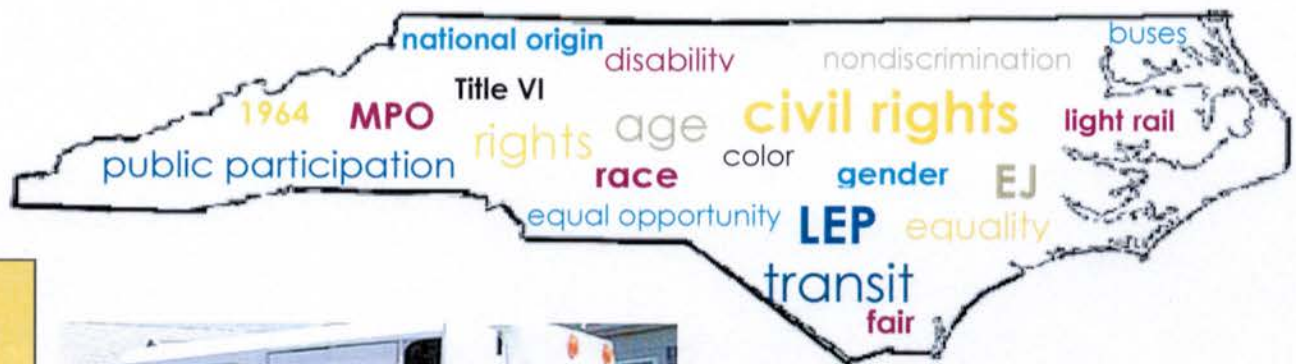 national origin
buses
disability
nondiscrimination
Title VI
1964
MPO
civil rights
light rail
rights
age
color
public participation
race
gender
EJ
equal opportunity
LEP
equality
transit
fair